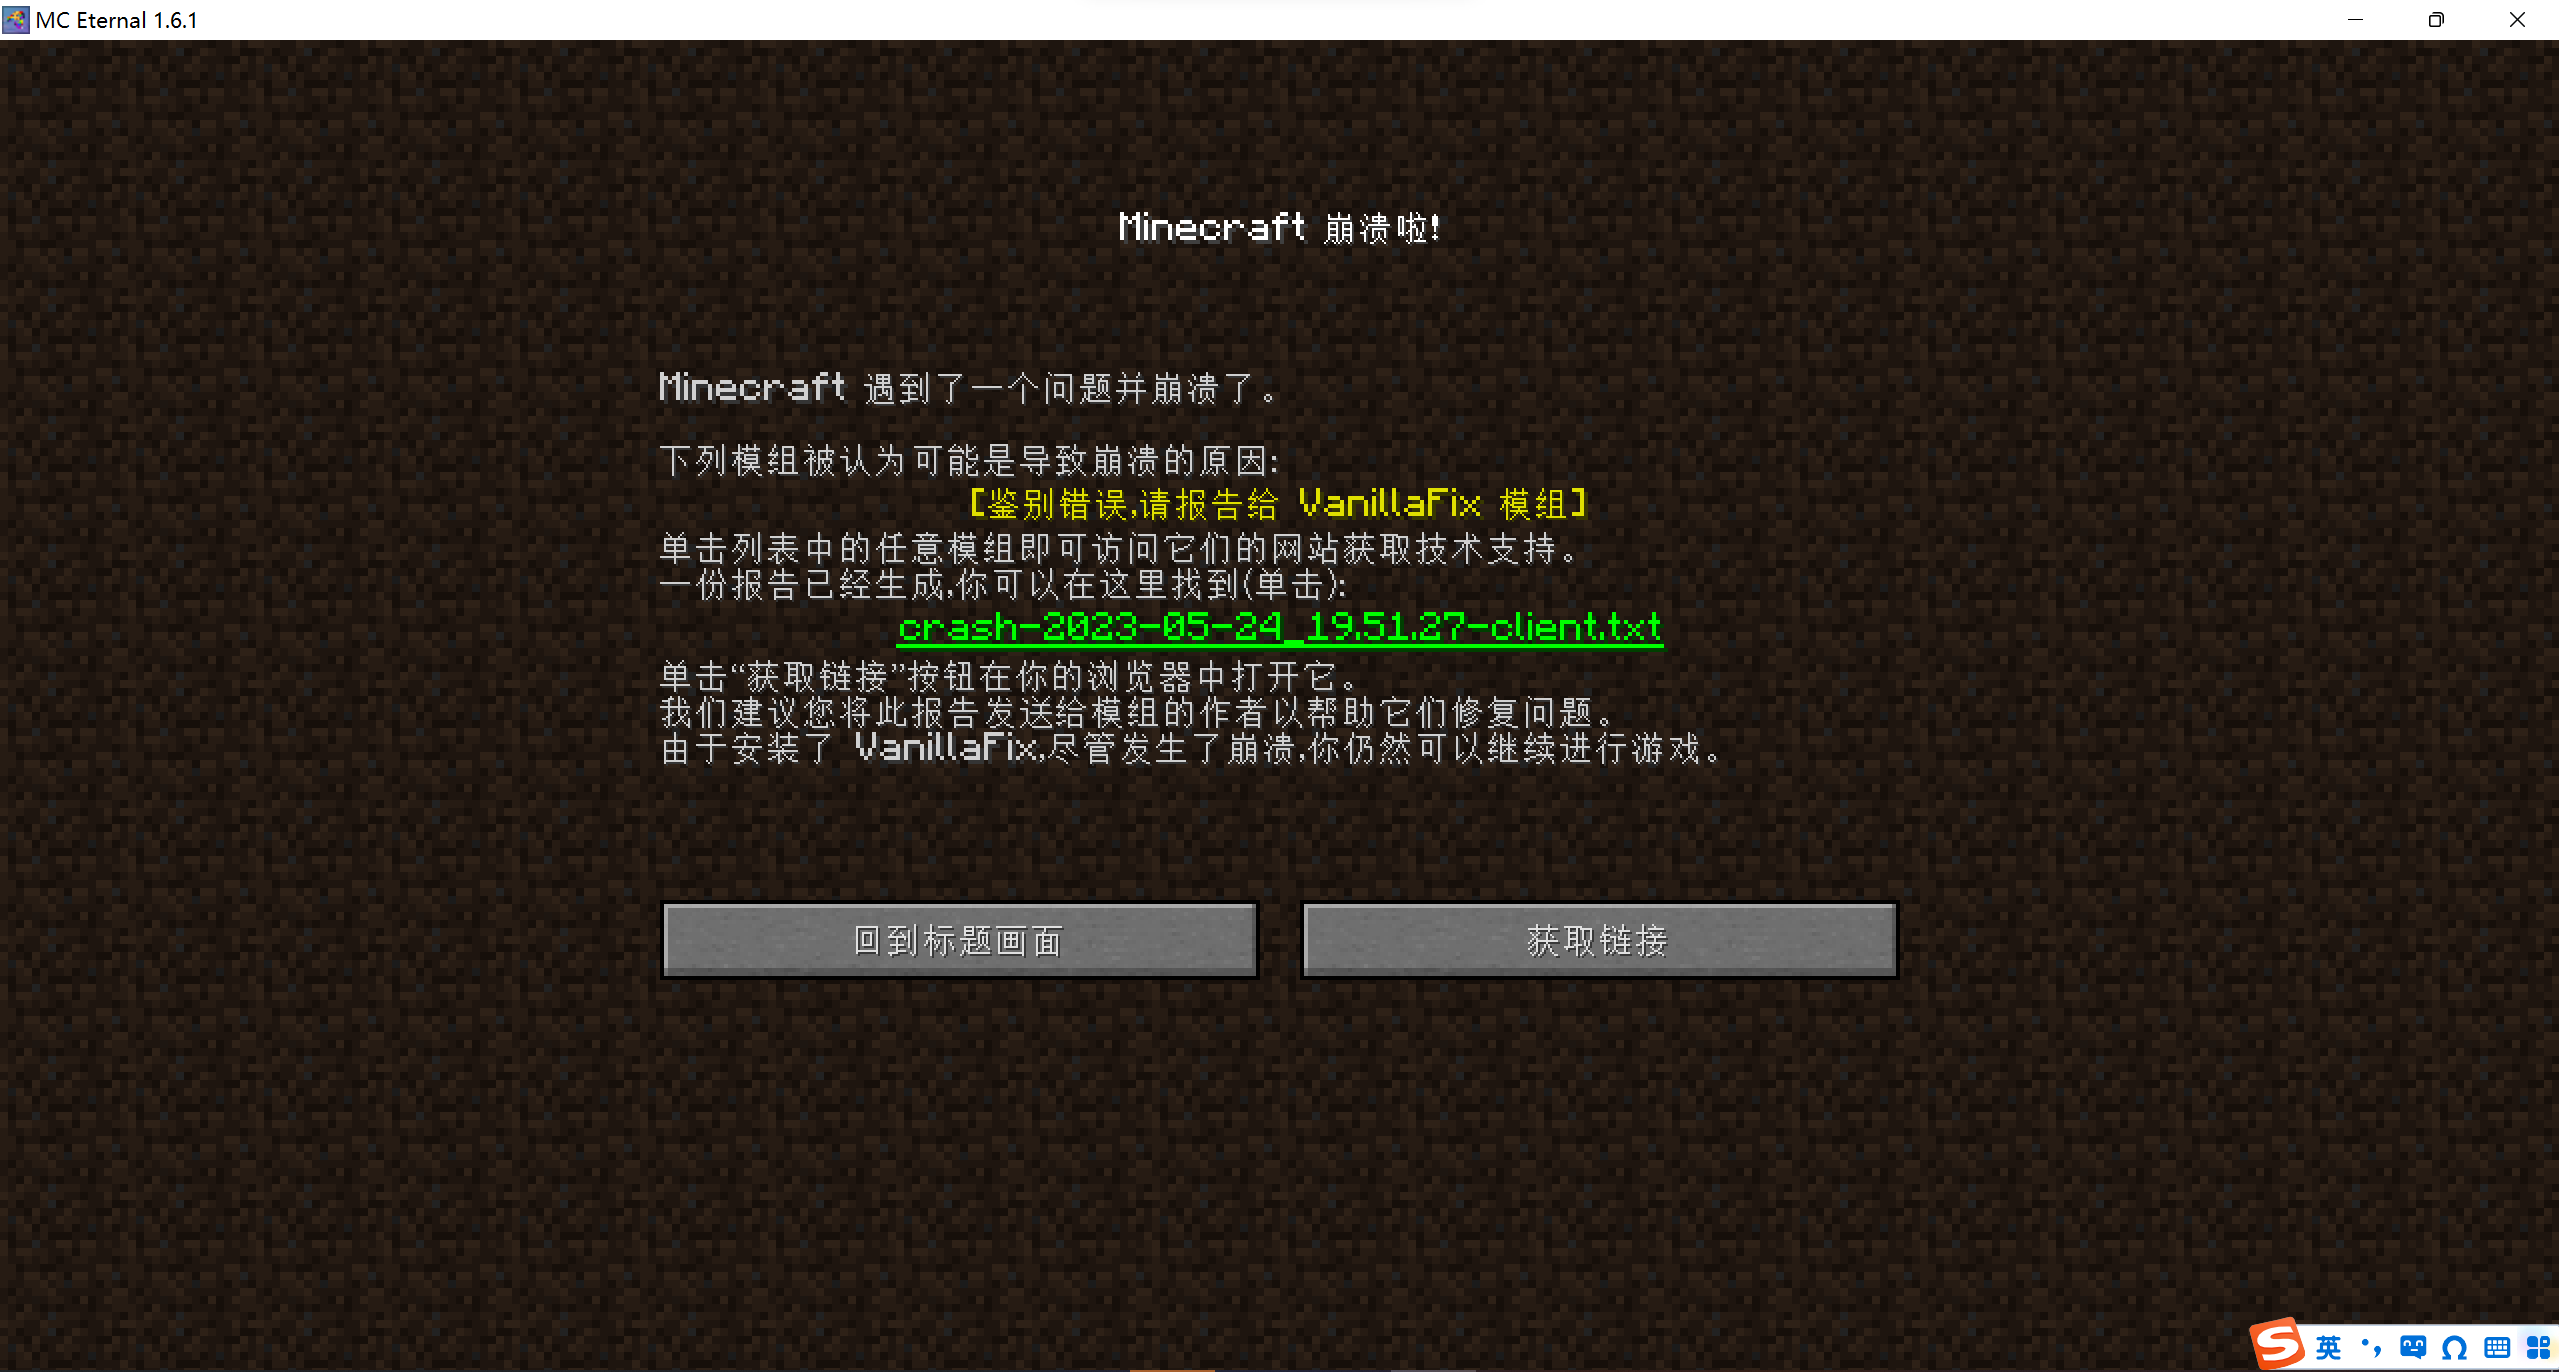 MC Eternal 1.6.1
Minecraft 崩溃啦!
Minecraft 遇到了一个问题并崩溃了。
下列模组被认为可能是导致崩溃的原因:
[鉴别错误,请报告给 VanillaFix 模组]
单击列表中的任意模组即可访问它们的网站获取技术支持。
一份报告已经生成,你可以在这里找到(单击):
crash-2023-05-24_19.51.27-client.txt
单击“获取链接”按钮在你的浏览器中打开它。
我们建议您将此报告发送给模组的作者以帮助它们修复问题。
由于安装了 VanillaFix,尽管发生了崩溃,你仍然可以继续进行游戏。
回到标题画面
获取链接
英